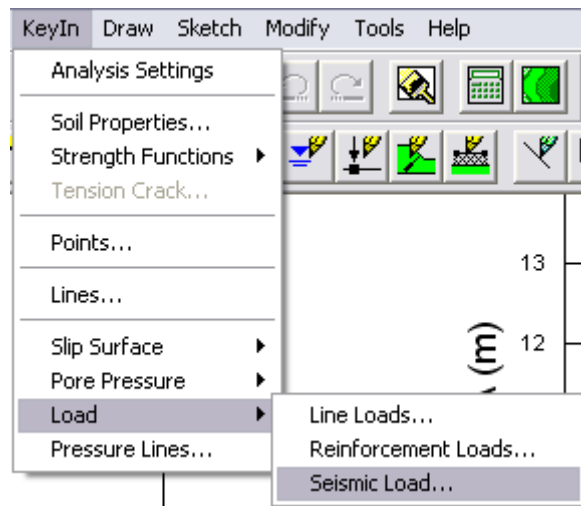 KeyIn Draw Sketch Modify Tools Help
Analysis Settings
Soil Properties...
Strength Functions
Tension Crack...
Points...
Lines...
Slip Surface
Pore Pressure
Load
Pressure Lines...
Line Loads...
Reinforcement Loads...
Seismic Load...
13
12
(m)